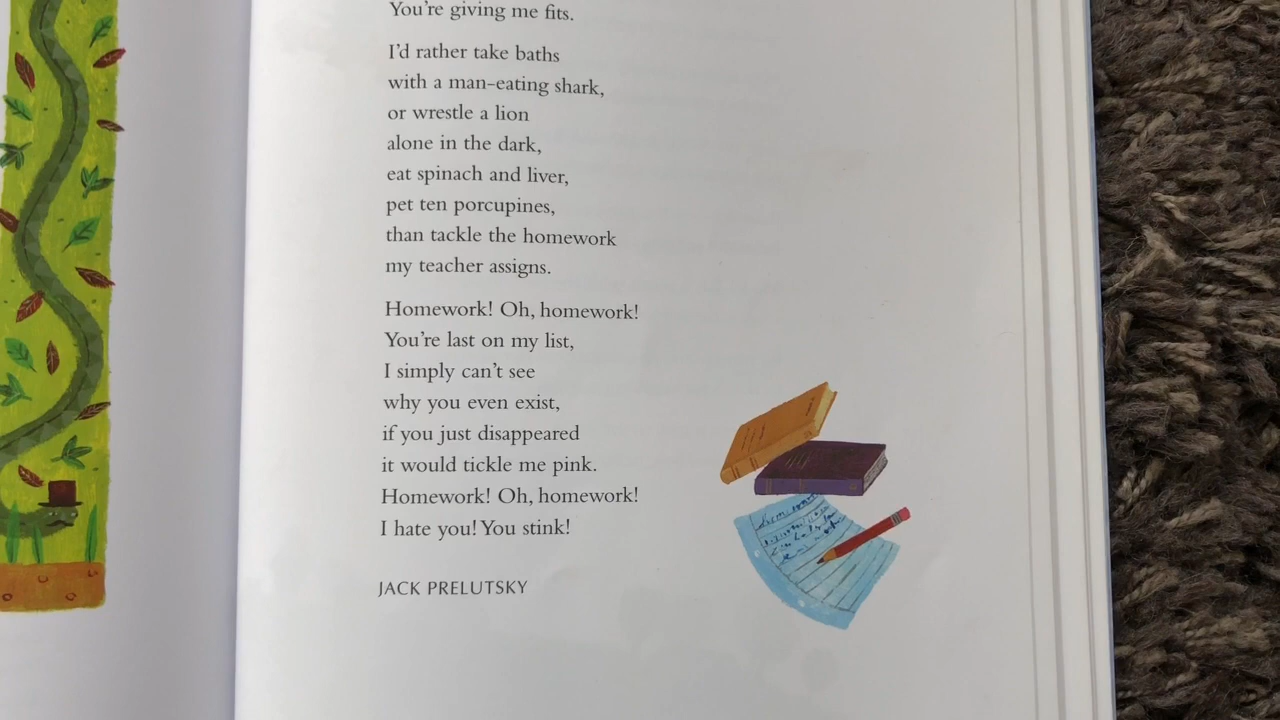 You're giving me fits.
I'd rather take baths
with a man-eating shark,
or wrestle a lion
alone in the dark,
eat spinach and liver,
pet ten porcupines,
than tackle the homework
my teacher assigns.
Homework! Oh, homework!
You're last on my list,
I simply can't see
why you even exist,
if you just disappeared
it would tickle me pink.
Homework! Oh, homework!
I hate you! You stink!
JACK PRELUTSKY